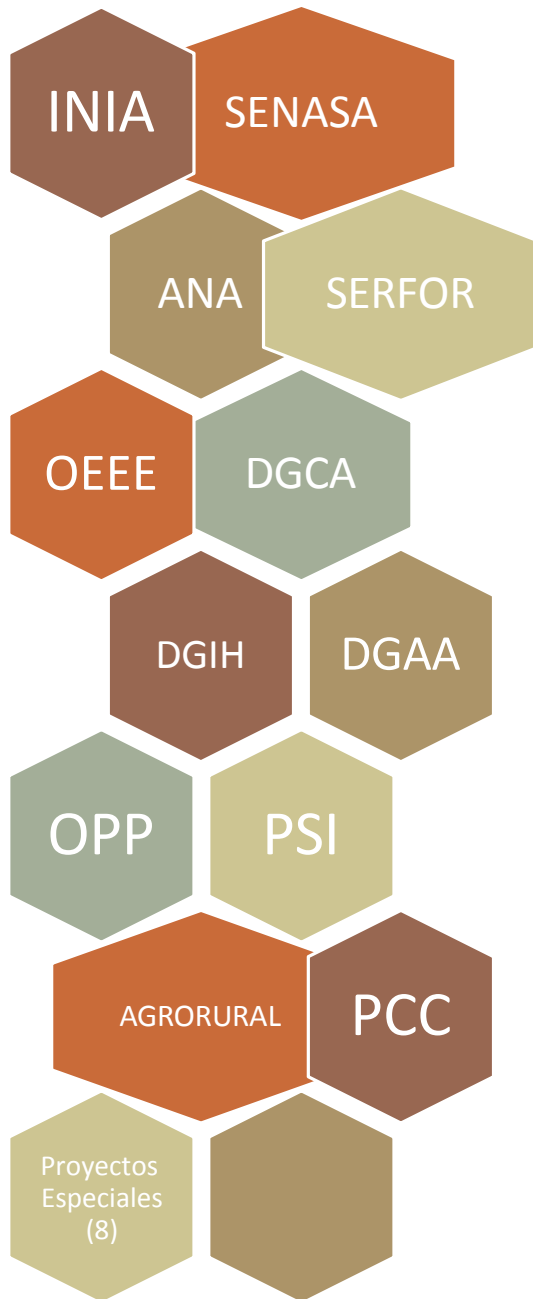 INIA
SENASA
ANA
SERFOR
OEEE
DGCA
DGIH
DGAA
OPP
PSI
AGRORURAL
PCC
Proyectos
Especiales
(8)